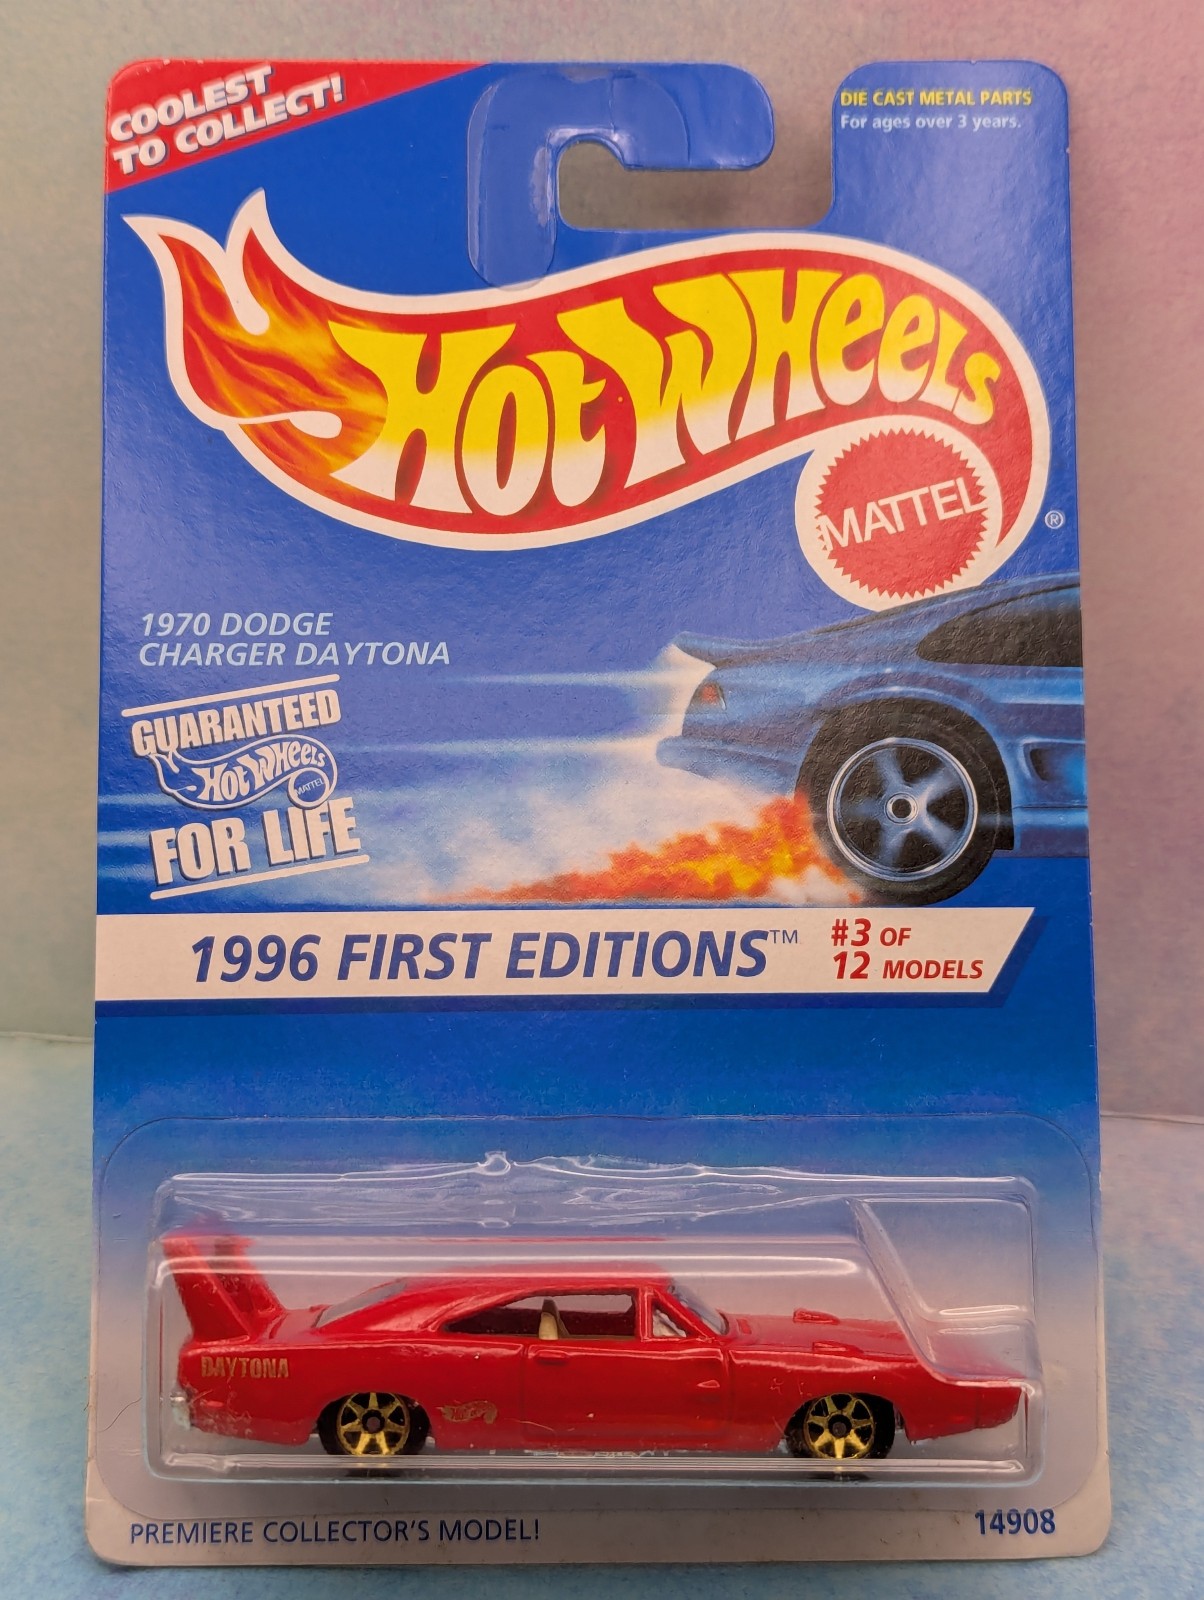 COOLEST
TO COLLECT!
DIE CAST METAL PARTS
For ages over 3 years.
HOT WHEELS
MATTEL
®
1970 DODGE
CHARGER DAYTONA
GUARANTEED
HOT WHEELS
MATTEL
FOR LIFE
1996 FIRST EDITIONS™
#3 OF
12 MODELS
DAYTONA
PREMIERE COLLECTOR'S MODEL!
14908